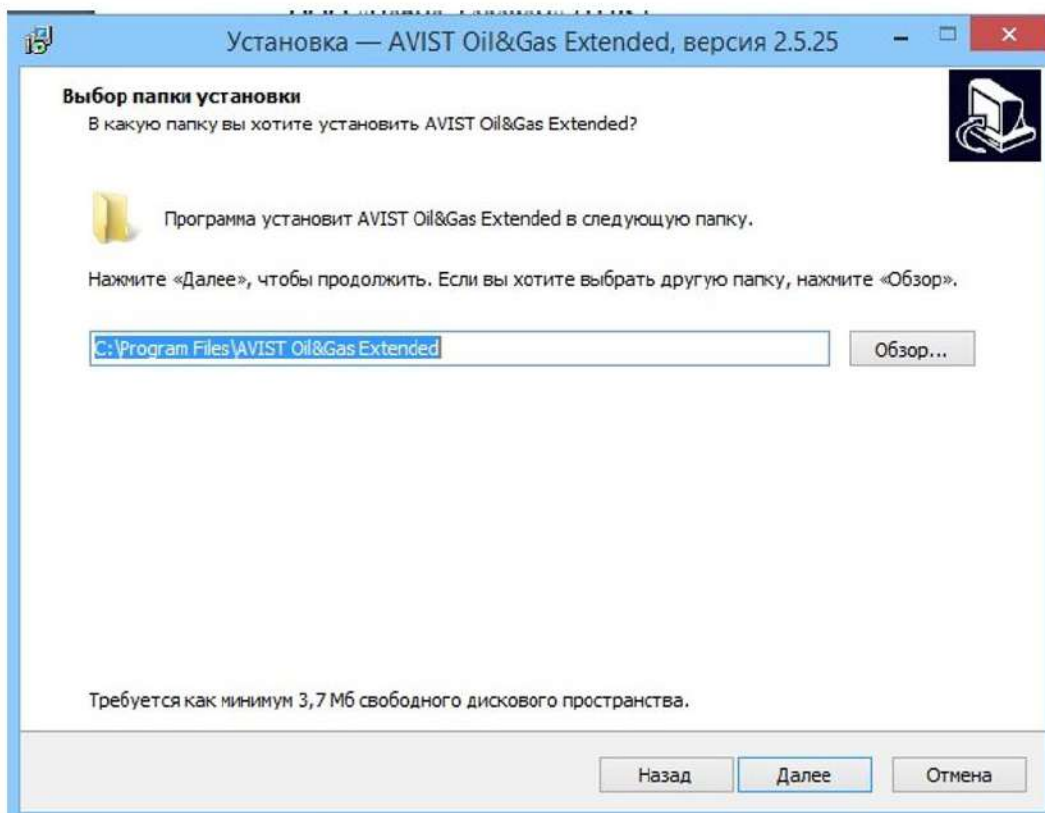 Установка — AVIST Oil&Gas Extended, версия 2.5.25
Выбор папки установки
В какую папку вы хотите установить AVIST Oil&Gas Extended?
Программа установит AVIST Oil&Gas Extended в следующую папку.
Нажмите «Далее», чтобы продолжить. Если вы хотите выбрать другую папку, нажмите «Обзор».
C:\Program Files\AVIST Oil&Gas Extended
Обзор...
Требуется как минимум 3,7 Мб свободного дискового пространства.
Назад
Далее
Отмена